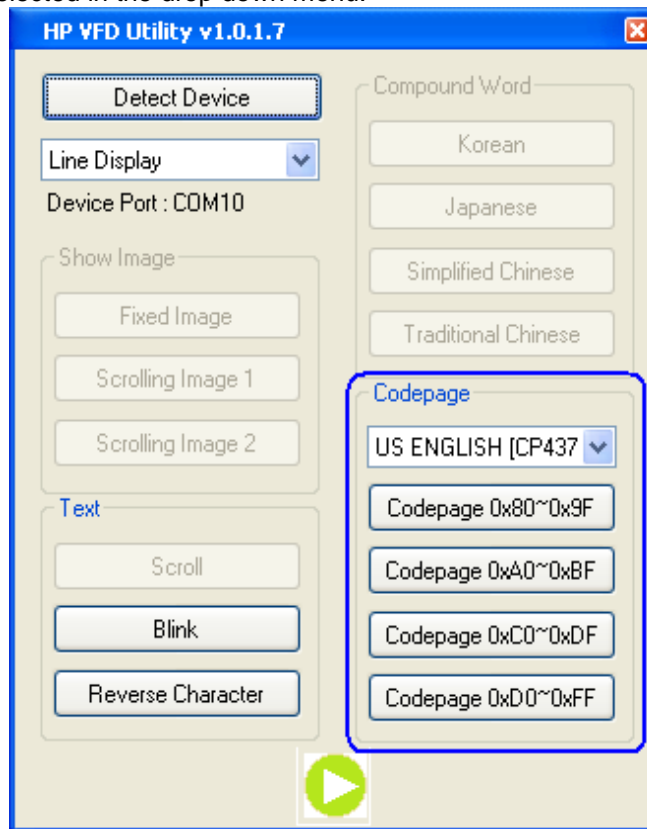 HP VFD Utility v1.0.1.7
Detect Device
Line Display
Device Port : COM10
Show Image
Fixed Image
Scrolling Image 1
Scrolling Image 2
Text
Scroll
Blink
Reverse Character
Compound Word
Korean
Japanese
Simplified Chinese
Traditional Chinese
Codepage
US ENGLISH [CP437
Codepage 0x80~0x9F
Codepage 0xA0~0xBF
Codepage 0xC0~0xDF
Codepage 0xD0~0xFF